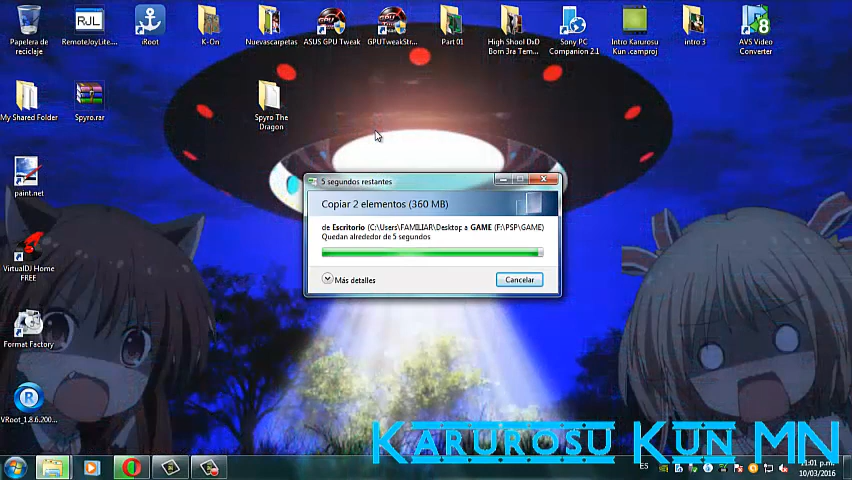 Papelera de
reciclaje
RJL
RemoteJoyLite....
iRoot
K-On
Nuevascarpetas
ASUS GPU Tweak
GPUTweakStr...
Part 01
High Shool DxD
Born 3ra Tem...
Sony PC
Companion 2.1
Intro Karurosu
Kun .camproj
intro 3
8
AVS Video
Converter
My Shared Folder
Spyro.rar
Spyro The
Dragon
paint.net
VirtualDJ Home
FREE
Format Factory
R
VRoot_1.8.6.200...
5 segundos restantes
Copiar 2 elementos (360 MB)
de Escritorio (C:\Users\FAMILIAR\Desktop a GAME (F:\PSP\GAME)
Quedan alrededor de 5 segundos
Más detalles
Cancelar
KARUROSU KUN MN
ES
11:01 p.m.
10/03/2016